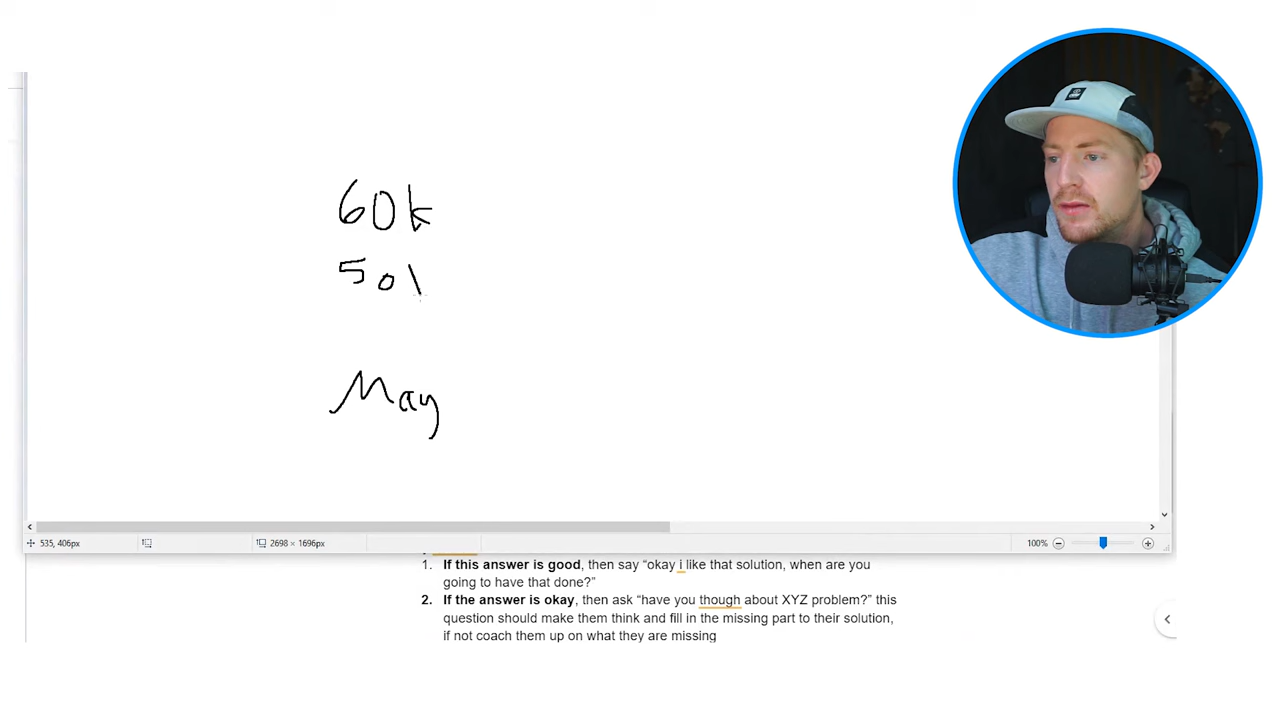 60k
50
May
535, 406px
2698 × 1696px
100%
1. If this answer is good, then say “okay i like that solution, when are you
going to have that done?”
2. If the answer is okay, then ask “have you though about XYZ problem?” this
question should make them think and fill in the missing part to their solution,
if not coach them up on what they are missing